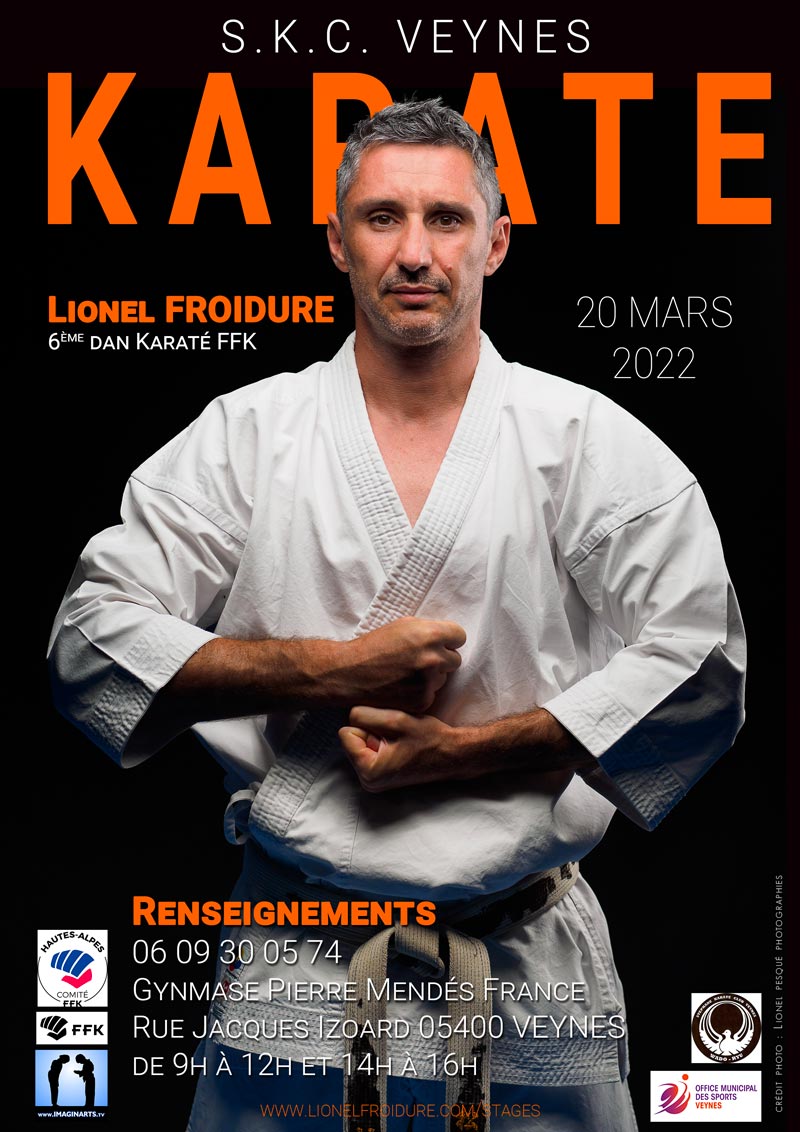 S.K.C. VEYNES
KARATE
LIONEL FROIDURE
6ÈME DAN KARATÉ FFK
20 MARS
2022
RENSEIGNEMENTS
06 09 30 05 74
GYNMASE PIERRE MENDÉS FRANCE
RUE JACQUES IZOARD 05400 VEYNES
DE 9H À 12H ET 14H À 16H
WWW.LIONELFROIDURE.COM/STAGES
HAUTES-ALPES
COMITÉ
FFK
FFK
WWW.IMAGINARTS.TV
WADO-RYU
OFFICE MUNICIPAL
DES SPORTS
VEYNES
CRÉDIT PHOTO : LIONEL PESQUÉ PHOTOGRAPHIES